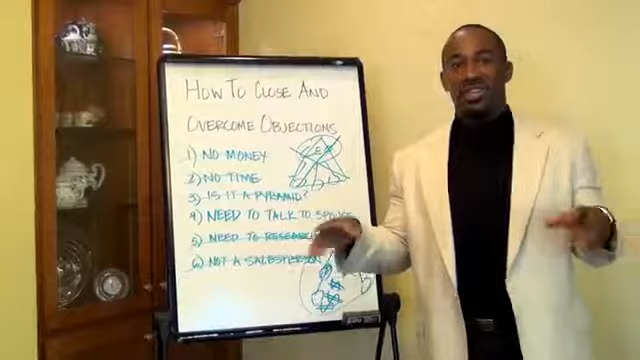 How To Close And
Overcome Objections
1) No Money
2) No Time
3) Is it a Pyramid?
4) Need to Talk to Spouse
5) Need to Research
6) Not a Salesperson